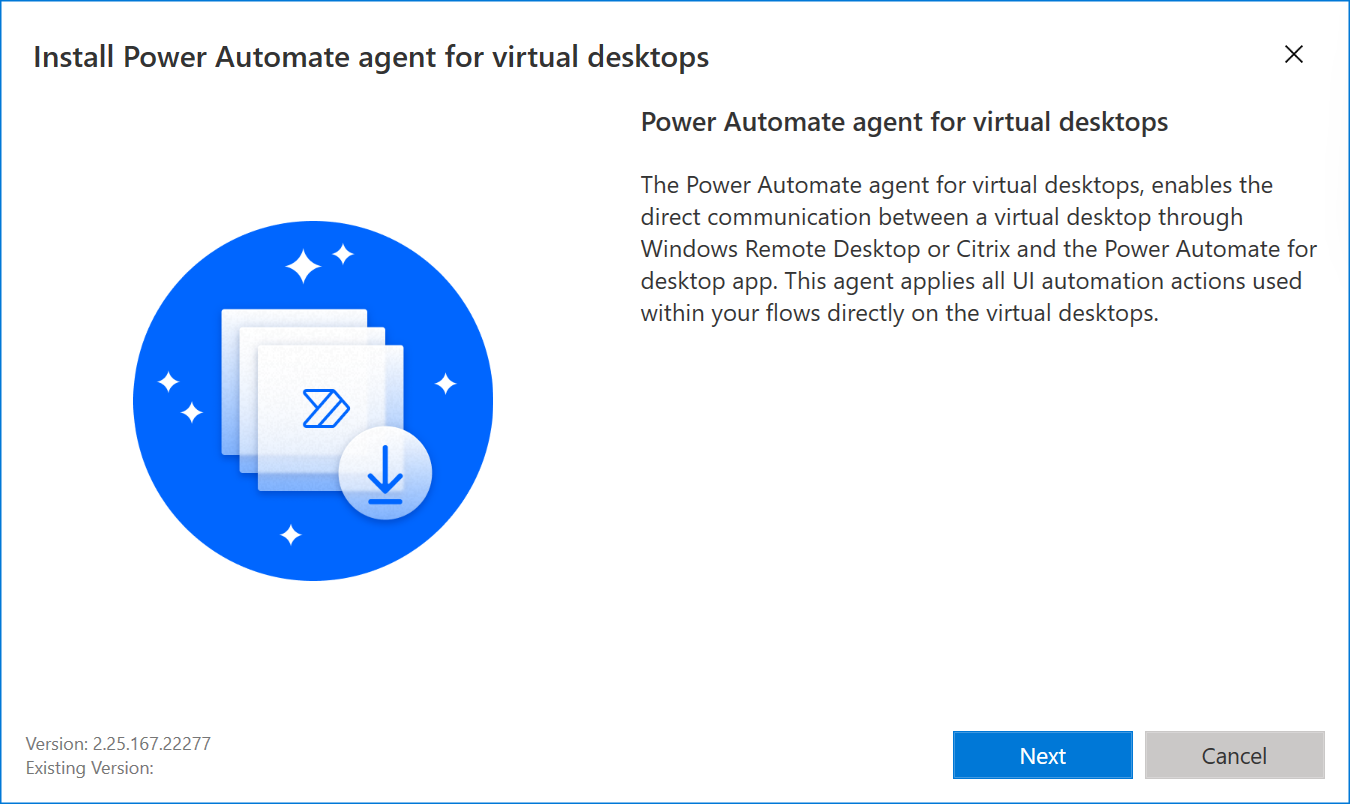 Install Power Automate agent for virtual desktops
Power Automate agent for virtual desktops
The Power Automate agent for virtual desktops, enables the
direct communication between a virtual desktop through
Windows Remote Desktop or Citrix and the Power Automate for
desktop app. This agent applies all UI automation actions used
within your flows directly on the virtual desktops.
Version: 2.25.167.22277
Existing Version:
Next
Cancel